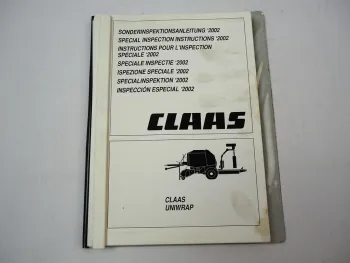 SONDERINSPEKTIONSANLEITUNG '2002
SPECIAL INSPECTION INSTRUCTIONS '2002
INSTRUCTIONS POUR L'INSPECTION
SPÉCIALE '2002
SPECIALE INSPECTIE '2002
ISPEZIONE SPECIALE '2002
SPECIALINSPEKTION '2002
INSPECCIÓN ESPECIAL '2002
CLAAS
CLAAS
UNIWRAP